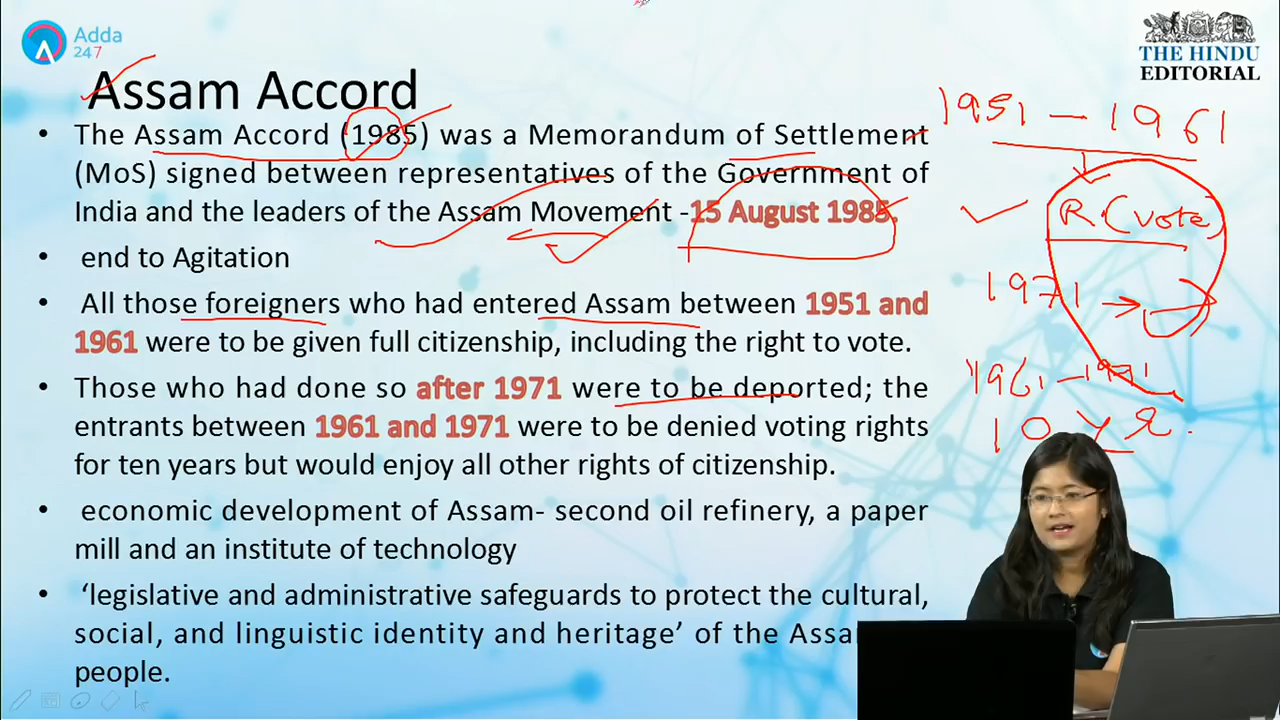 Adda
247
THE HINDU
EDITORIAL
Assam Accord
• The Assam Accord (1985) was a Memorandum of Settlement
(MoS) signed between representatives of the Government of
India and the leaders of the Assam Movement -15 August 1985.
• end to Agitation
• All those foreigners who had entered Assam between 1951 and
1961 were to be given full citizenship, including the right to vote.
• Those who had done so after 1971 were to be deported; the
entrants between 1961 and 1971 were to be denied voting rights
for ten years but would enjoy all other rights of citizenship.
• economic development of Assam- second oil refinery, a paper
mill and an institute of technology
• ‘legislative and administrative safeguards to protect the cultural,
social, and linguistic identity and heritage’ of the Assa
people.
1951 - 1961
R. (Vote)
1971 →
1961 - 1971
10 yr.